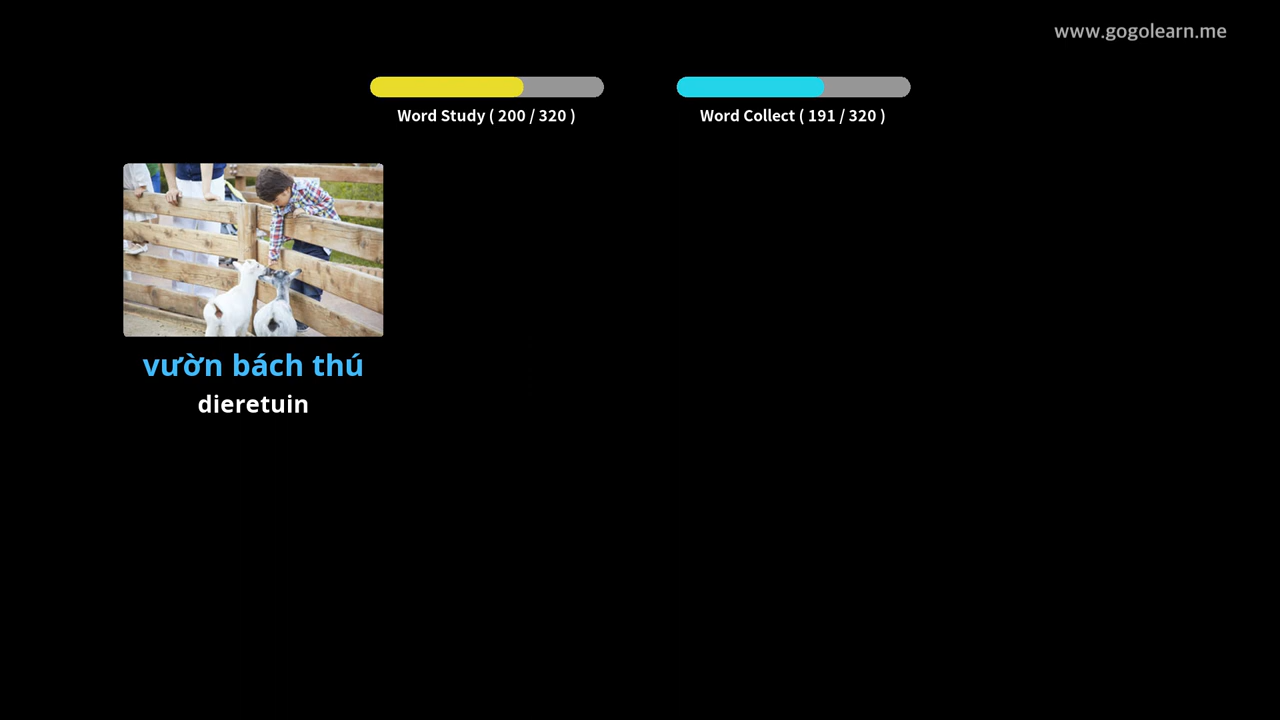 www.gogolearn.me
Word Study ( 200 / 320 )
Word Collect ( 191 / 320 )
vườn bách thú
dieretuin